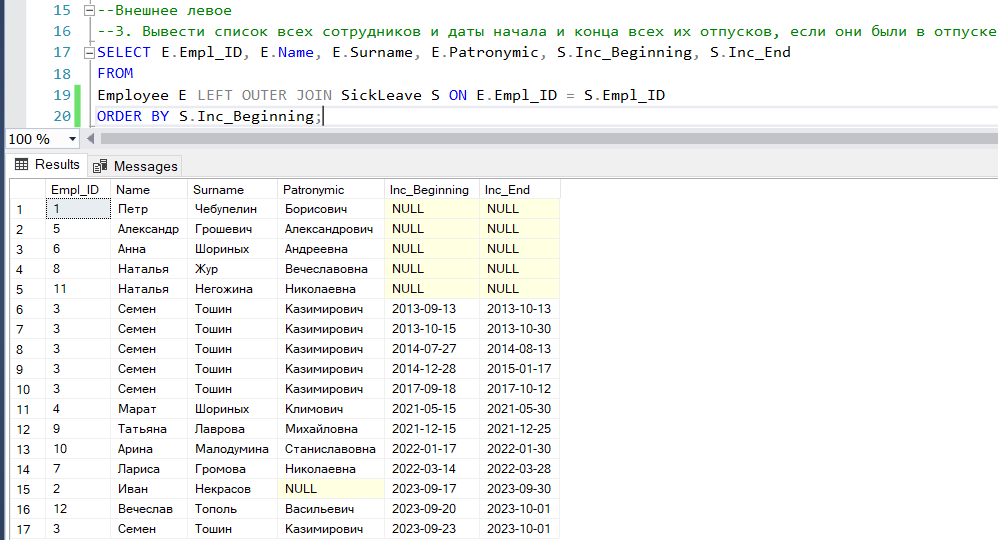 15 --Внешнее левое
16 --3. Вывести список всех сотрудников и даты начала и конца всех их отпусков, если они были в отпуске
17 SELECT E.Empl_ID, E.Name, E.Surname, E.Patronymic, S.Inc_Beginning, S.Inc_End
18 FROM
19 Employee E LEFT OUTER JOIN SickLeave S ON E.Empl_ID = S.Empl_ID
20 ORDER BY S.Inc_Beginning;
100 %
Results Messages
Empl_ID Name Surname Patronymic Inc_Beginning Inc_End
1 1 Петр Чебупелин Борисович NULL NULL
2 5 Александр Грошевич Александрович NULL NULL
3 6 Анна Шориных Андреевна NULL NULL
4 8 Наталья Жур Вечеславовна NULL NULL
5 11 Наталья Негожина Николаевна NULL NULL
6 3 Семен Тошин Казимирович 2013-09-13 2013-10-13
7 3 Семен Тошин Казимирович 2013-10-15 2013-10-30
8 3 Семен Тошин Казимирович 2014-07-27 2014-08-13
9 3 Семен Тошин Казимирович 2014-12-28 2015-01-17
10 3 Семен Тошин Казимирович 2017-09-18 2017-10-12
11 4 Марат Шориных Климович 2021-05-15 2021-05-30
12 9 Татьяна Лаврова Михайловна 2021-12-15 2021-12-25
13 10 Арина Малодумина Станиславовна 2022-01-17 2022-01-30
14 7 Лариса Громова Николаевна 2022-03-14 2022-03-28
15 2 Иван Некрасов NULL 2023-09-17 2023-09-30
16 12 Вечеслав Тополь Васильевич 2023-09-20 2023-10-01
17 3 Семен Тошин Казимирович 2023-09-23 2023-10-01